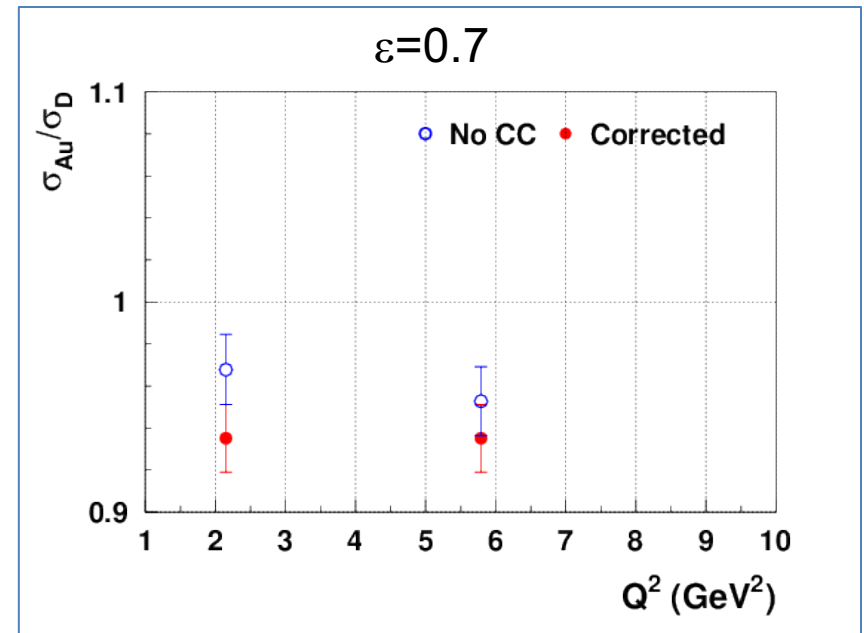 ε=0.7
σAu/σD
1.1
No CC Corrected
1
0.9
1 2 3 4 5 6 7 8 9 10
Q² (GeV²)